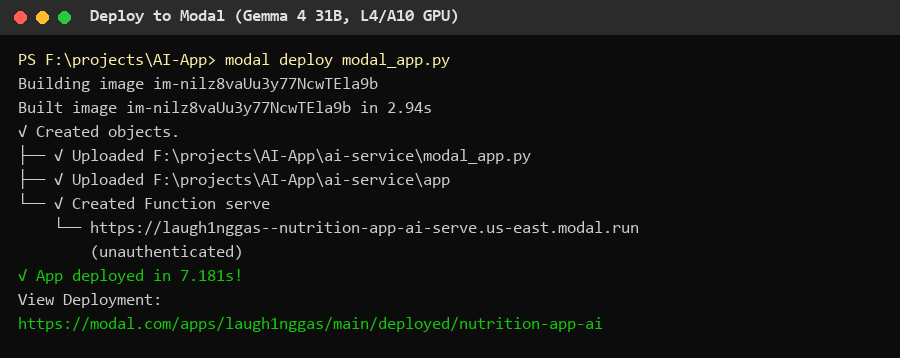 Deploy to Modal (Gemma 4 31B, L4/A10 GPU)
PS F:\projects\AI-App> modal deploy modal_app.py
Building image im-nilz8vaUu3y77NcwTEla9b
Built image im-nilz8vaUu3y77NcwTEla9b in 2.94s
√ Created objects.
├── √ Uploaded F:\projects\AI-App\ai-service\modal_app.py
├── √ Uploaded F:\projects\AI-App\ai-service\app
└── √ Created Function serve
    └── https://laugh1nggas--nutrition-app-ai-serve.us-east.modal.run
        (unauthenticated)
√ App deployed in 7.181s!
View Deployment:
https://modal.com/apps/laugh1nggas/main/deployed/nutrition-app-ai